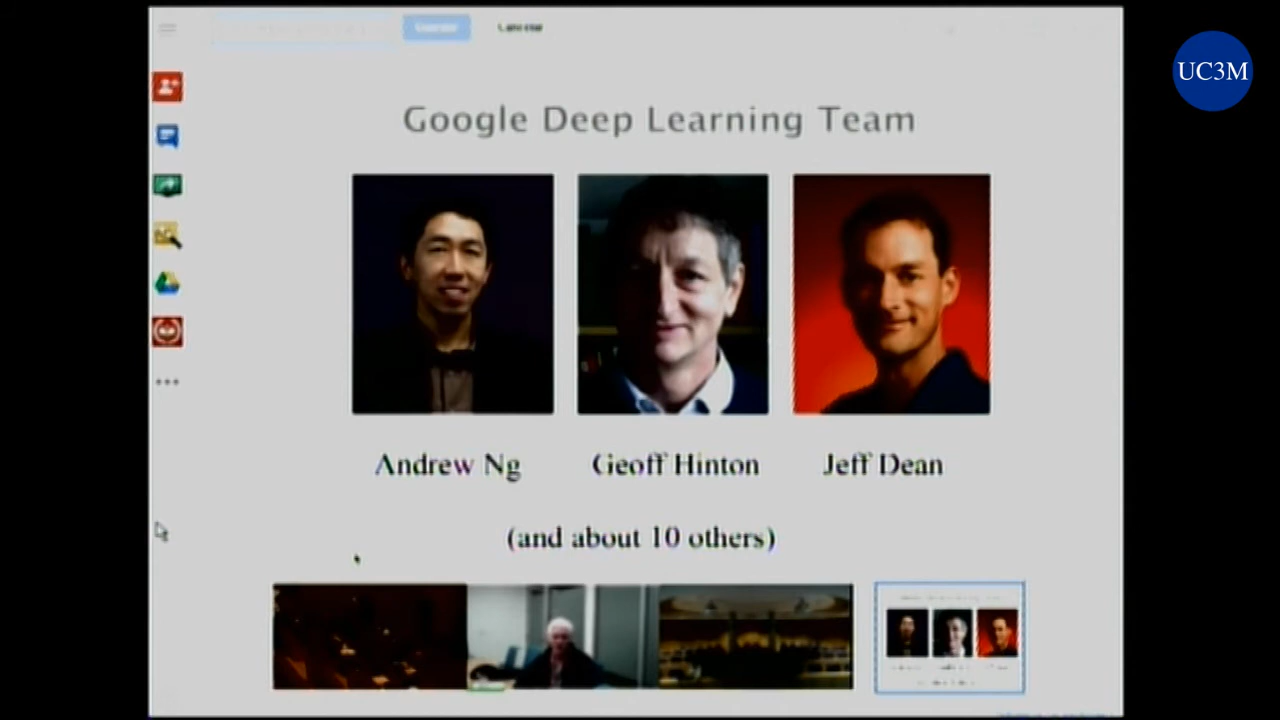 UC3M
Google Deep Learning Team
Andrew Ng
Geoff Hinton
Jeff Dean
(and about 10 others)